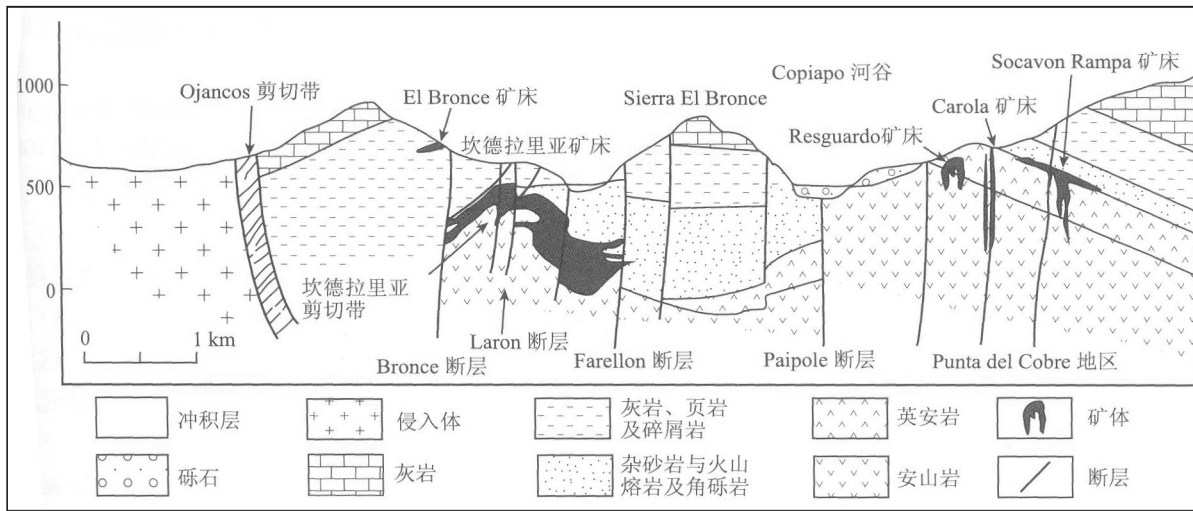 1000
500
0
Ojancos 剪切带
El Bronce 矿床
坎德拉里亚矿床
Sierra El Bronce
Copiapo 河谷
Socavon Rampa 矿床
Carola 矿床
Resguardo矿床
坎德拉里亚
剪切带
0
1 km
Laron 断层
Bronce 断层
Farellon 断层
Paipole 断层
Punta del Cobre 地区
冲积层
侵入体
灰岩、页岩
及碎屑岩
英安岩
矿体
砾石
灰岩
杂砂岩与火山
熔岩及角砾岩
安山岩
断层